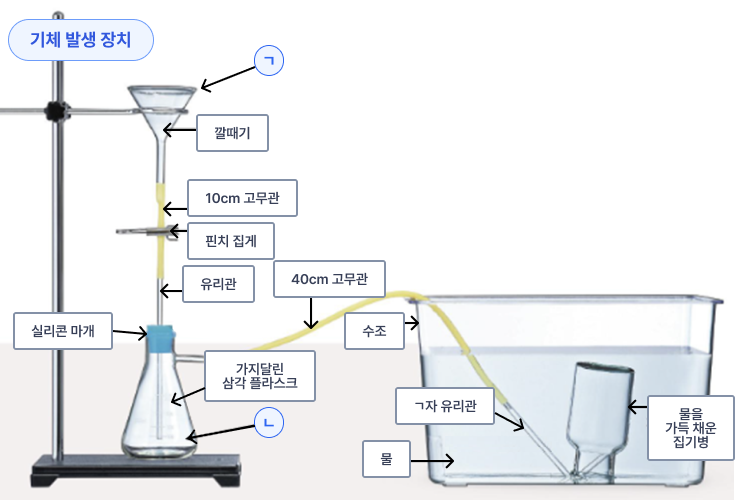 기체 발생 장치
ㄱ
깔때기
10cm 고무관
핀치 집게
유리관
40cm 고무관
실리콘 마개
수조
가지달린
삼각 플라스크
ㄱ자 유리관
물을
가득 채운
집기병
ㄴ
물